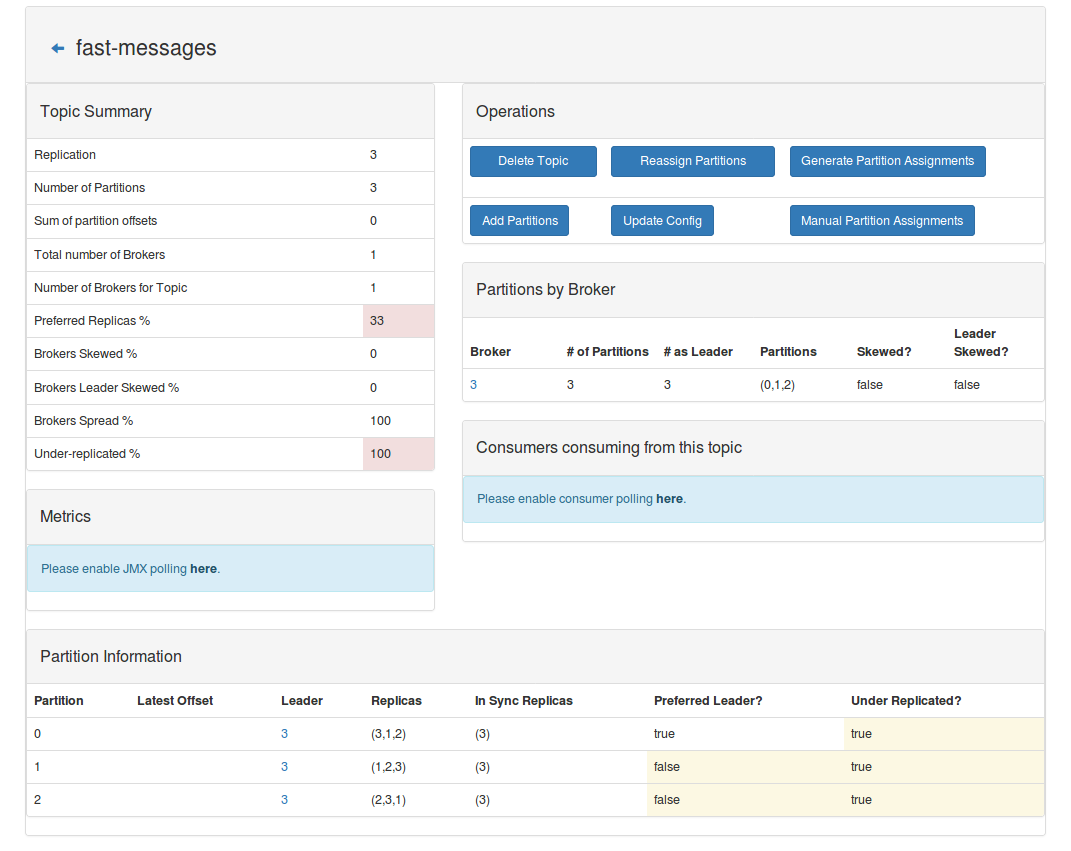 fast-messages
Topic Summary
Replication 3
Number of Partitions 3
Sum of partition offsets 0
Total number of Brokers 1
Number of Brokers for Topic 1
Preferred Replicas % 33
Brokers Skewed % 0
Brokers Leader Skewed % 0
Brokers Spread % 100
Under-replicated % 100
Metrics
Please enable JMX polling here.
Operations
Delete Topic Reassign Partitions Generate Partition Assignments
Add Partitions Update Config Manual Partition Assignments
Partitions by Broker
Broker # of Partitions # as Leader Partitions Skewed? Leader Skewed?
3 3 3 (0,1,2) false false
Consumers consuming from this topic
Please enable consumer polling here.
Partition Information
Partition Latest Offset Leader Replicas In Sync Replicas Preferred Leader? Under Replicated?
0 3 (3,1,2) (3) true true
1 3 (1,2,3) (3) false true
2 3 (2,3,1) (3) false true